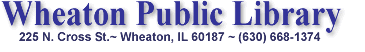 Wheaton Public Library
225 N. Cross St.~ Wheaton, IL 60187 ~ (630) 668-1374